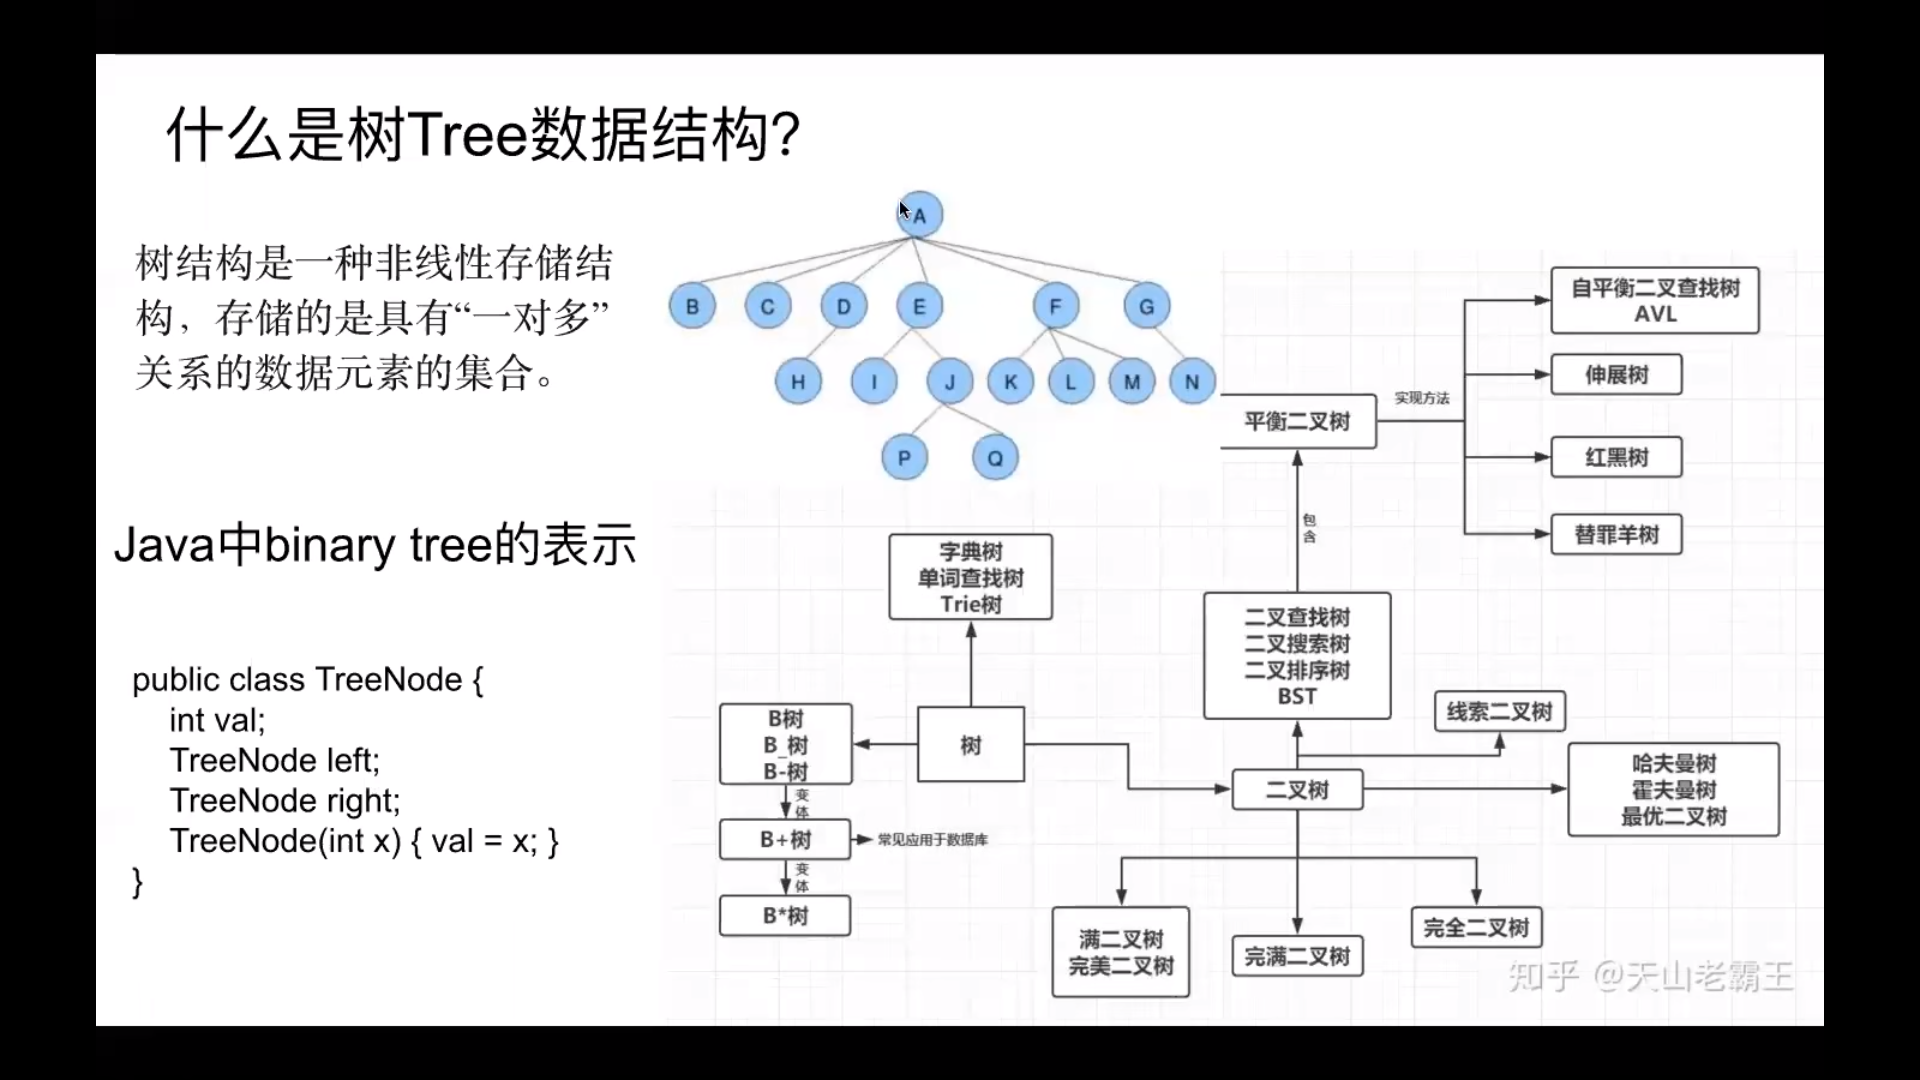 什么是树Tree数据结构?
树结构是一种非线性存储结
构，存储的是具有“一对多”
关系的数据元素的集合。
Java中binary tree的表示
public class TreeNode {
int val;
TreeNode left;
TreeNode right;
TreeNode(int x) { val = x; }
}
A
B C D E F G
H I J K L M N
P Q
自平衡二叉查找树
AVL
伸展树
实现方法
平衡二叉树
红黑树
替罪羊树
包
含
字典树
单词查找树
Trie树
二叉查找树
二叉搜索树
二叉排序树
BST
线索二叉树
B树
B_树
B-树
树
二叉树
哈夫曼树
霍夫曼树
最优二叉树
变
体
B+树
常见应用于数据库
变
体
B*树
满二叉树
完美二叉树
完满二叉树
完全二叉树
知乎 @天山老霸王